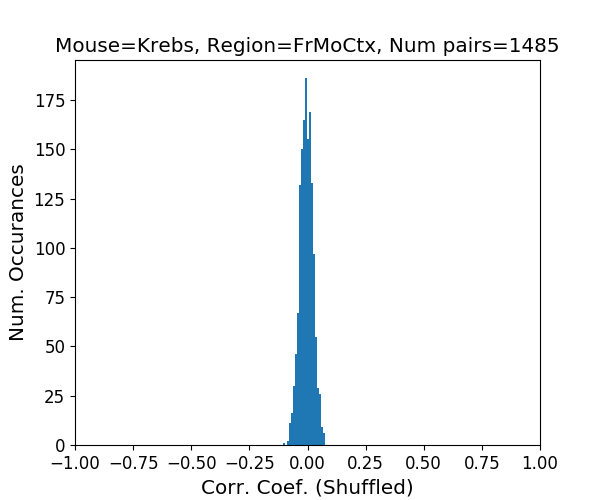 Mouse=Krebs, Region=FrMoCtx, Num pairs=1485
Num. Occurances
175
150
125
100
75
50
25
0
−1.00 −0.75 −0.50 −0.25 0.00 0.25 0.50 0.75 1.00
Corr. Coef. (Shuffled)